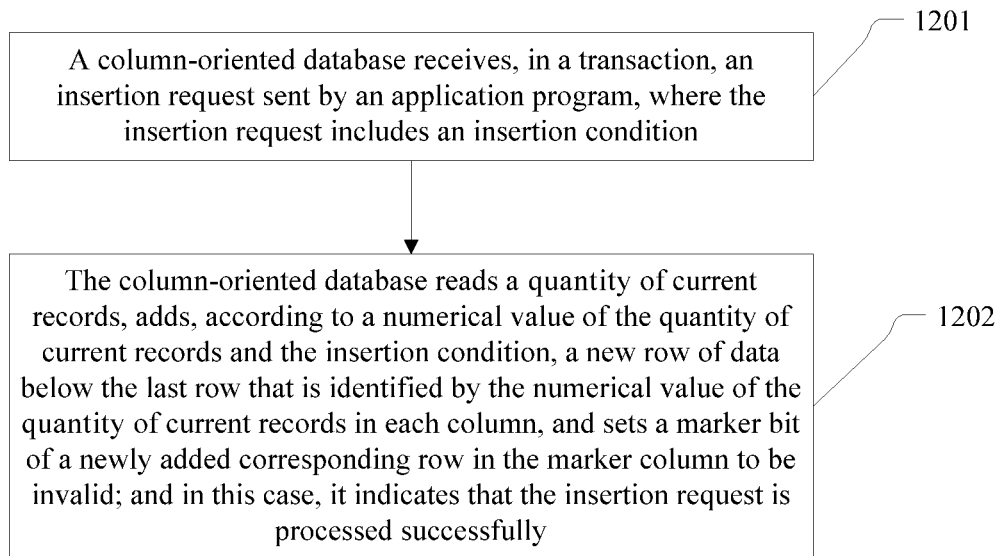 1201
A column-oriented database receives, in a transaction, an
insertion request sent by an application program, where the
insertion request includes an insertion condition
The column-oriented database reads a quantity of current
records, adds, according to a numerical value of the quantity of
current records and the insertion condition, a new row of data
below the last row that is identified by the numerical value of the
quantity of current records in each column, and sets a marker bit
of a newly added corresponding row in the marker column to be
invalid; and in this case, it indicates that the insertion request is
processed successfully
1202